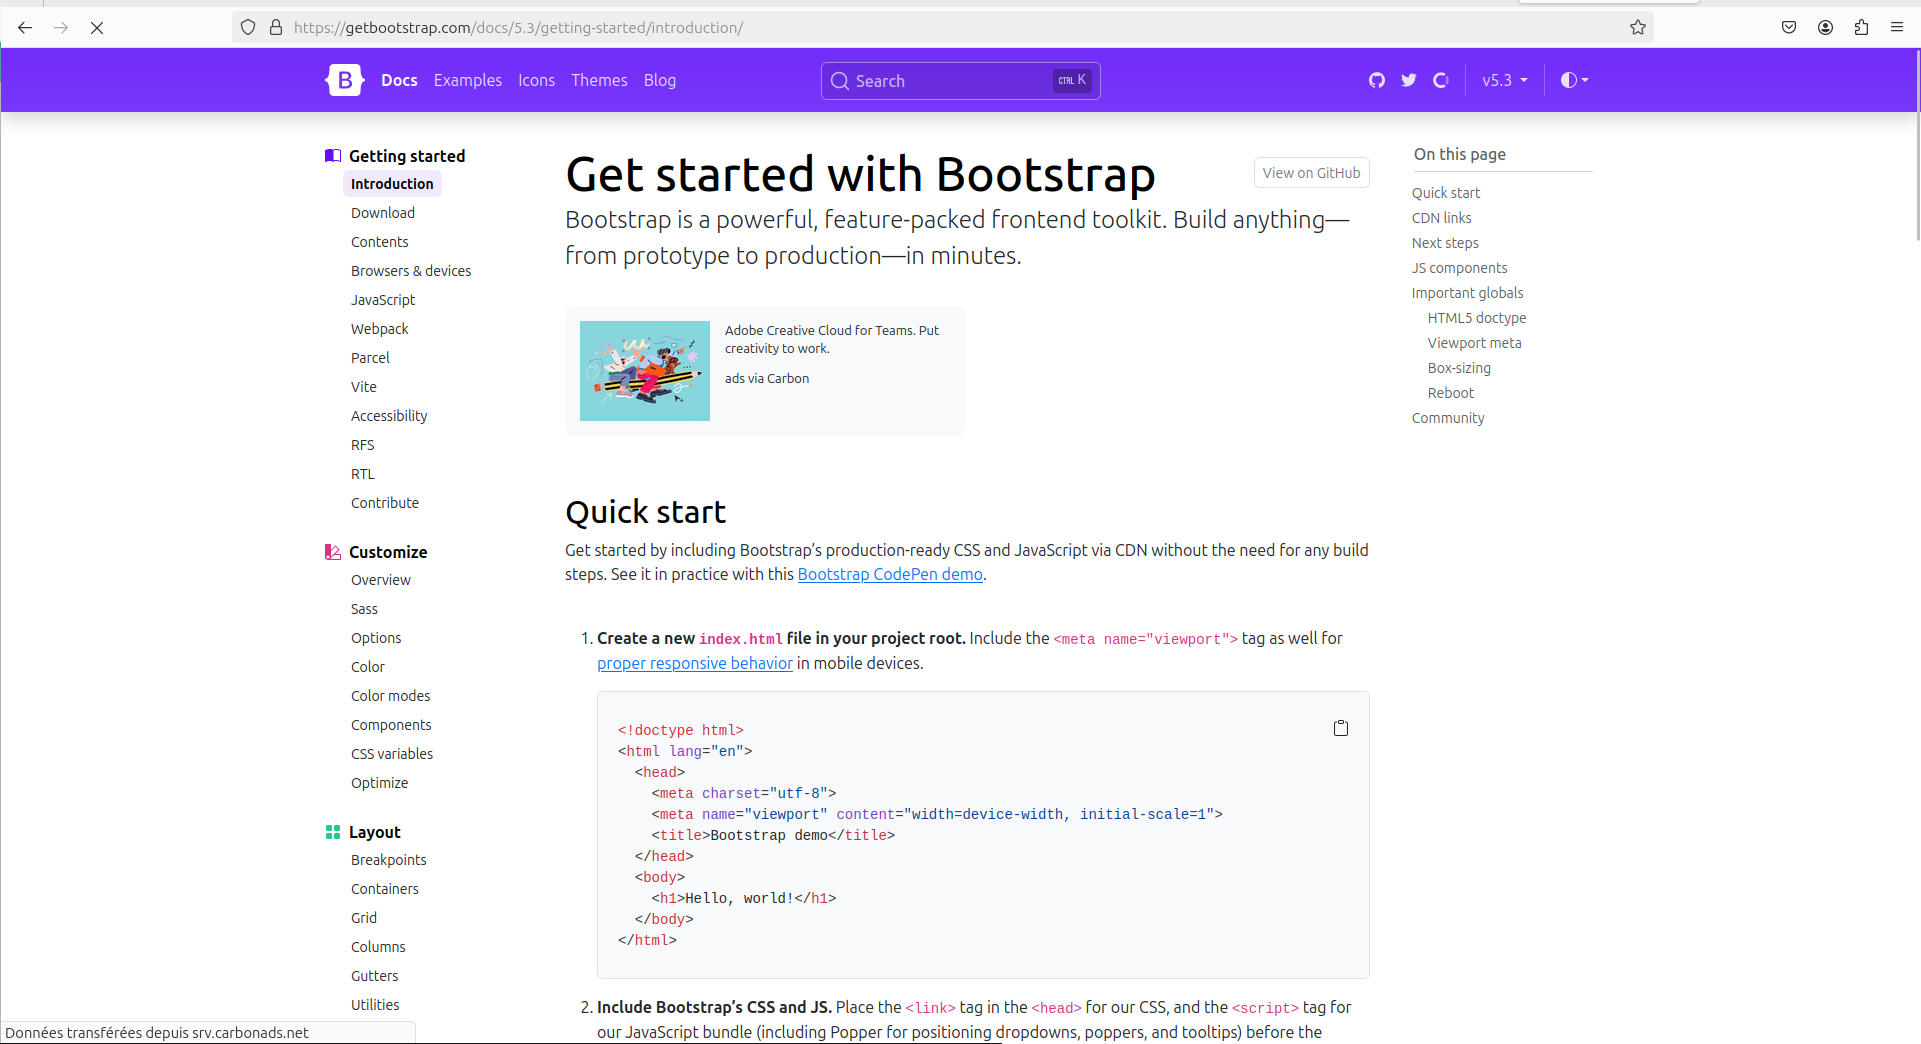 https://getbootstrap.com/docs/5.3/getting-started/introduction/
B Docs Examples Icons Themes Blog Search CTRL K v5.3
Getting started
Introduction
Download
Contents
Browsers & devices
JavaScript
Webpack
Parcel
Vite
Accessibility
RFS
RTL
Contribute
Customize
Overview
Sass
Options
Color
Color modes
Components
CSS variables
Optimize
Layout
Breakpoints
Containers
Grid
Columns
Gutters
Utilities
Get started with Bootstrap
View on GitHub
Bootstrap is a powerful, feature-packed frontend toolkit. Build anything—
from prototype to production—in minutes.
Adobe Creative Cloud for Teams. Put
creativity to work.
ads via Carbon
Quick start
Get started by including Bootstrap’s production-ready CSS and JavaScript via CDN without the need for any build
steps. See it in practice with this Bootstrap CodePen demo.
1. Create a new index.html file in your project root. Include the <meta name="viewport"> tag as well for
proper responsive behavior in mobile devices.
<!doctype html>
<html lang="en">
  <head>
    <meta charset="utf-8">
    <meta name="viewport" content="width=device-width, initial-scale=1">
    <title>Bootstrap demo</title>
  </head>
  <body>
    <h1>Hello, world!</h1>
  </body>
</html>
2. Include Bootstrap’s CSS and JS. Place the <link> tag in the <head> for our CSS, and the <script> tag for
our JavaScript bundle (including Popper for positioning dropdowns, poppers, and tooltips) before the
On this page
Quick start
CDN links
Next steps
JS components
Important globals
HTML5 doctype
Viewport meta
Box-sizing
Reboot
Community
Données transférées depuis srv.carbonads.net